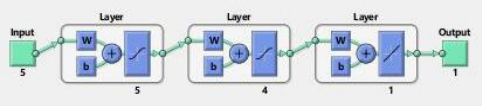 Layer Layer Layer
Input Output
W W W
b b b
5 5 4 1 1